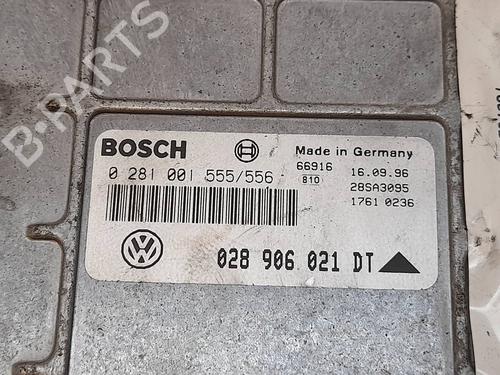 B-PARTS
BOSCH
Made in Germany
0 281 001 555/556
66916 16.09.96
810 28SA3095
1761 0236
VW
028 906 021 DT